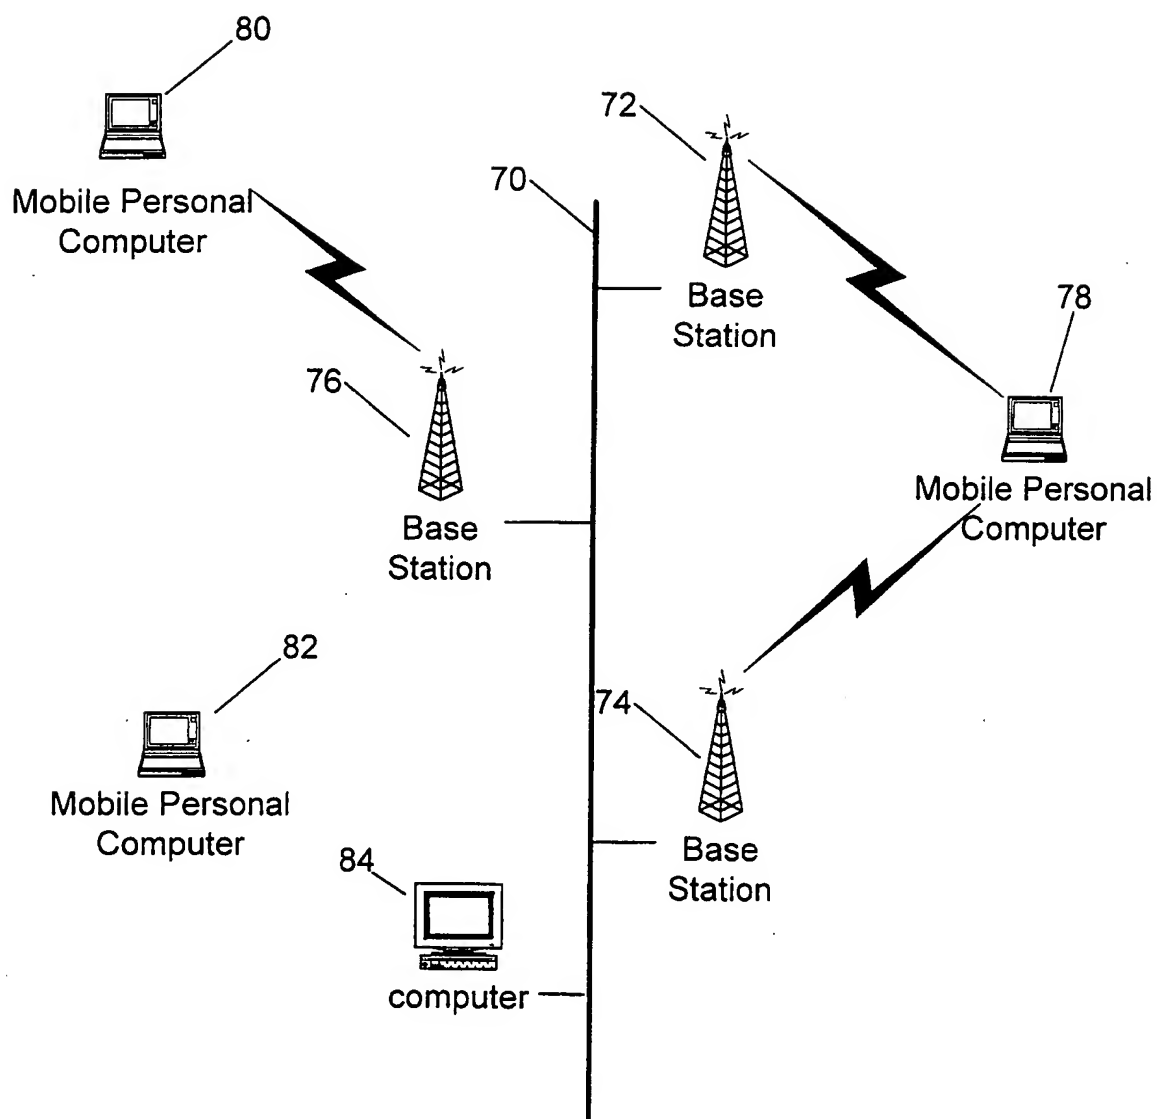 80
Mobile Personal
Computer
72
70
Base
Station
78
76
Mobile Personal
Computer
Base
Station
82
74
Mobile Personal
Computer
Base
Station
84
computer